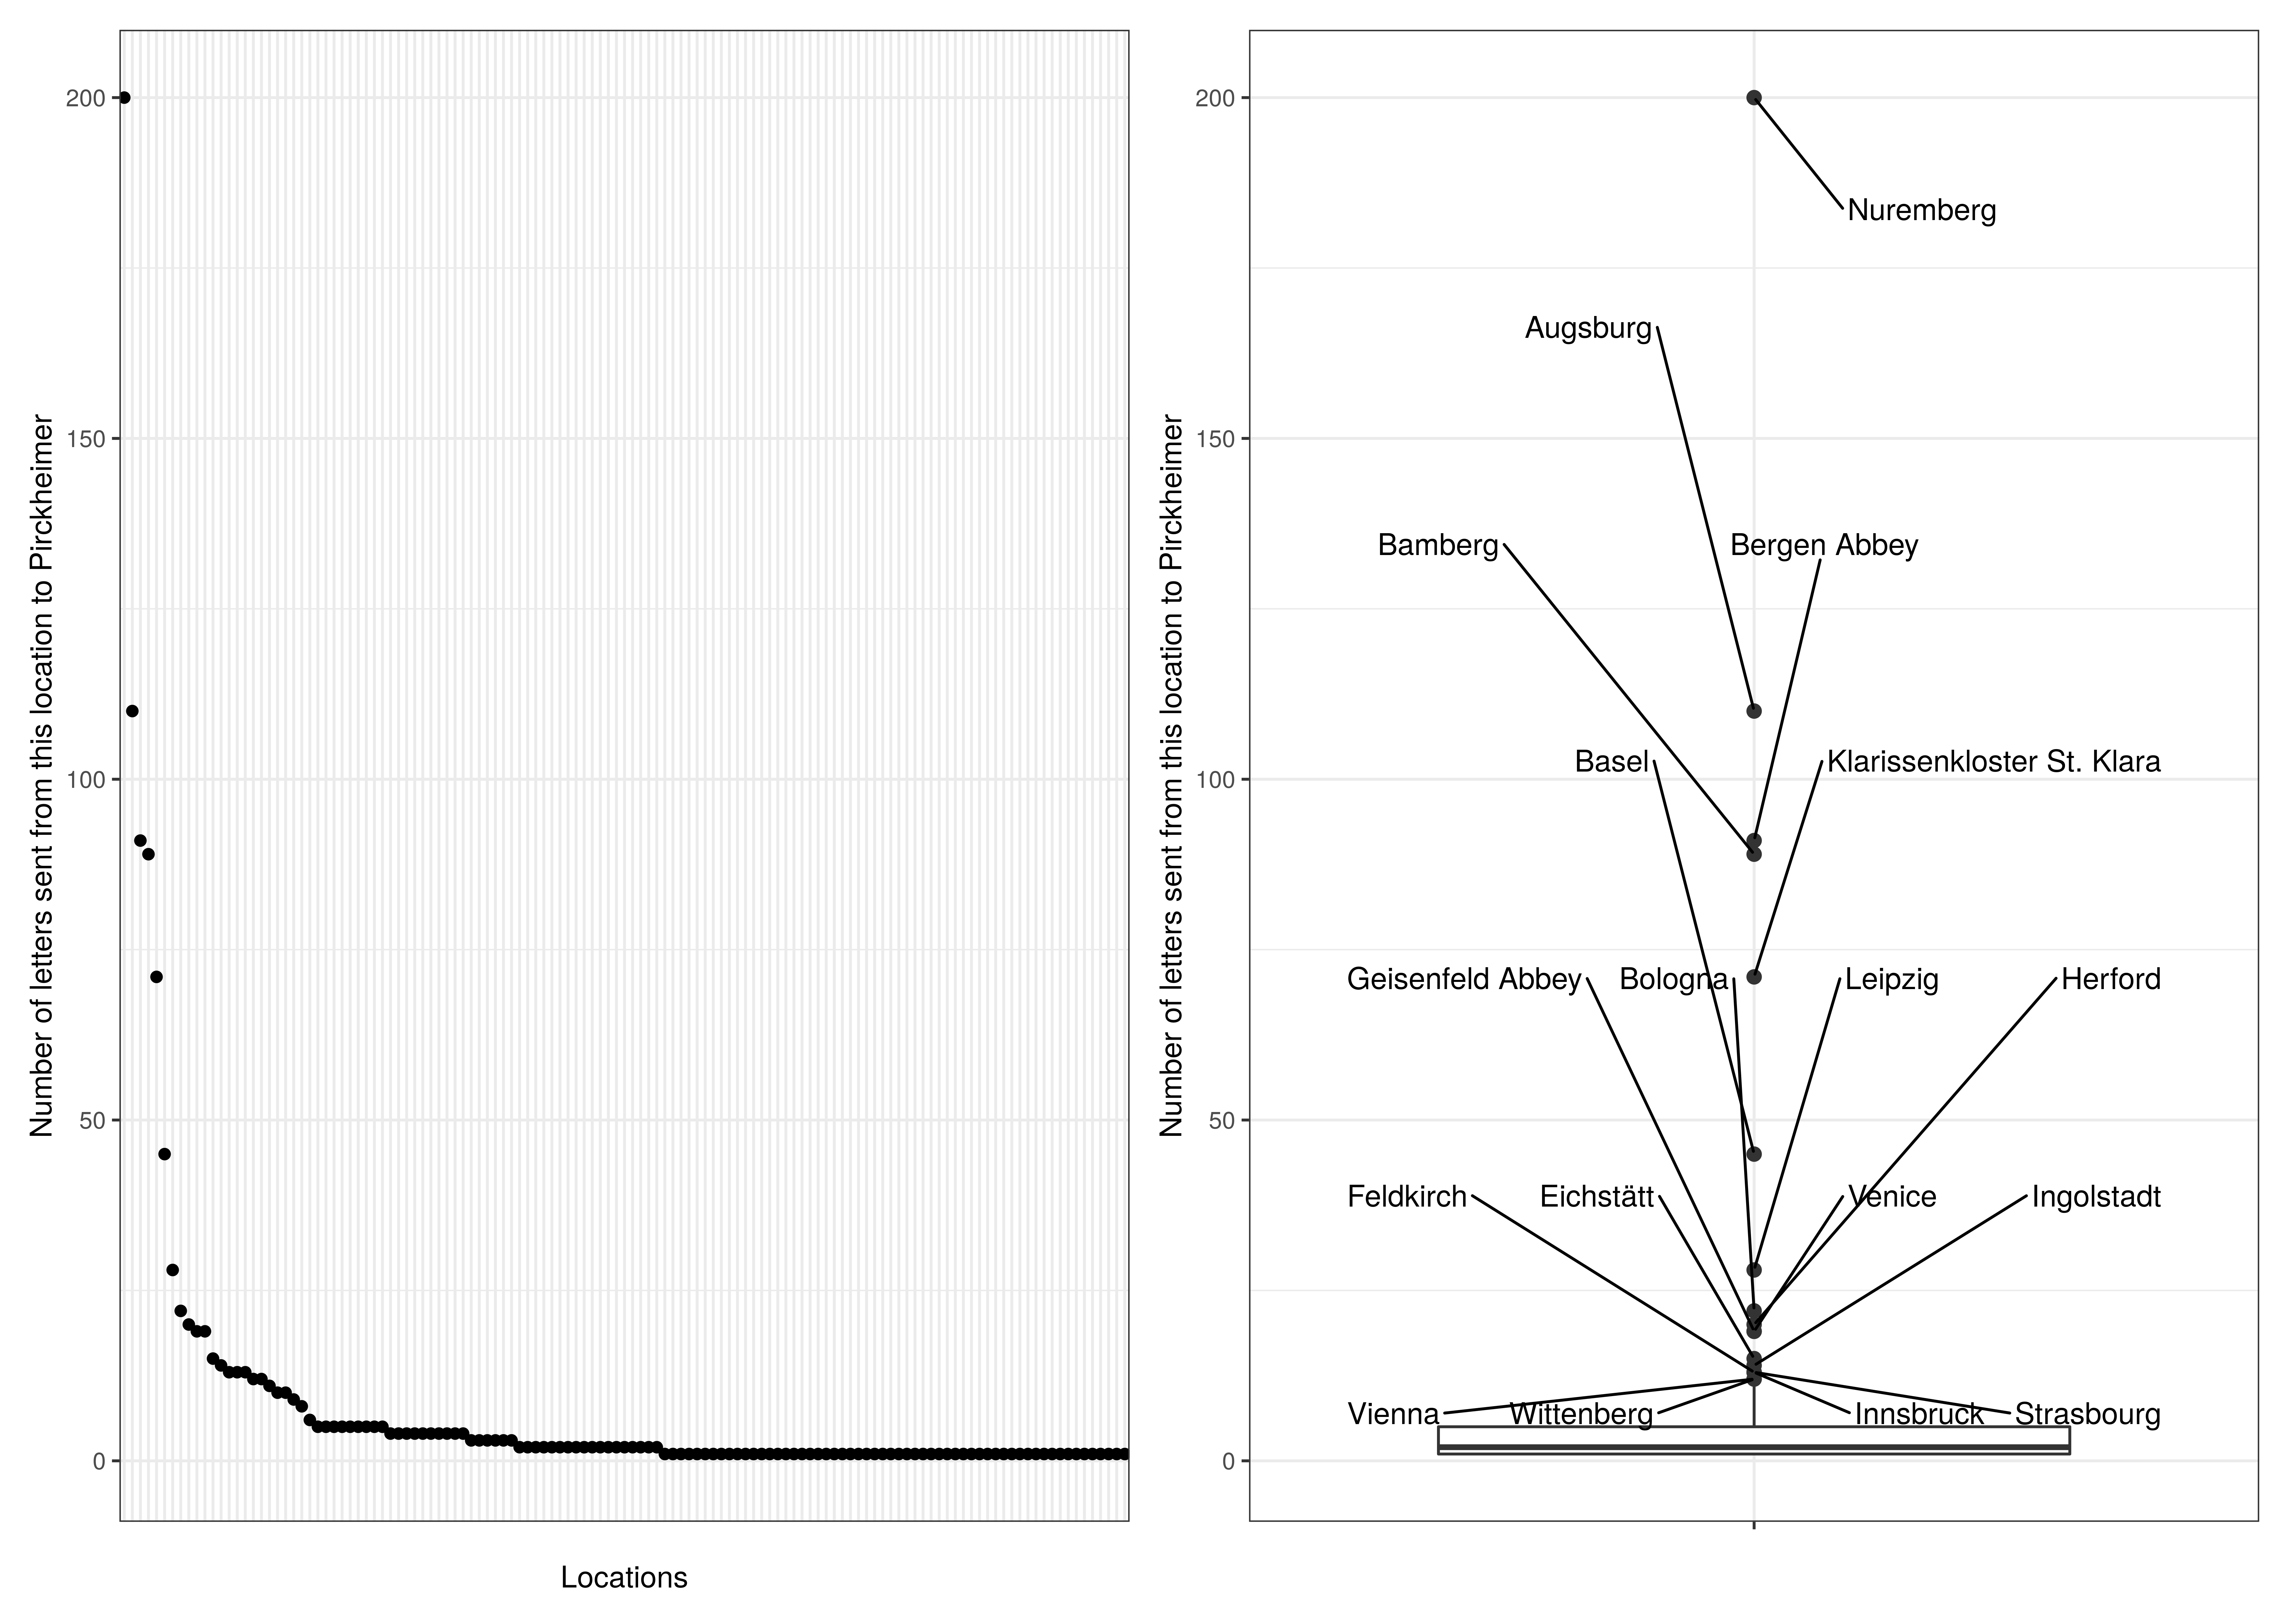 Number of letters sent from this location to Pirckheimer
200
150
100
50
0
Locations
Number of letters sent from this location to Pirckheimer
200
150
100
50
0
Nuremberg
Augsburg
Bamberg
Bergen Abbey
Basel
Klarissenkloster St. Klara
Geisenfeld Abbey
Bologna
Leipzig
Herford
Feldkirch
Eichstätt
Venice
Ingolstadt
Vienna
Wittenberg
Innsbruck
Strasbourg